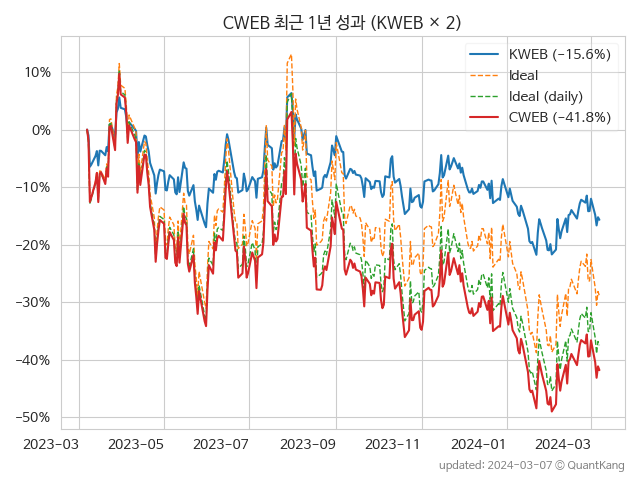 CWEB 최근 1년 성과 (KWEB × 2)
KWEB (−15.6%)
Ideal
Ideal (daily)
CWEB (−41.8%)
10%
0%
−10%
−20%
−30%
−40%
−50%
2023-03 2023-05 2023-07 2023-09 2023-11 2024-01 2024-03
updated: 2024-03-07 © QuantKang